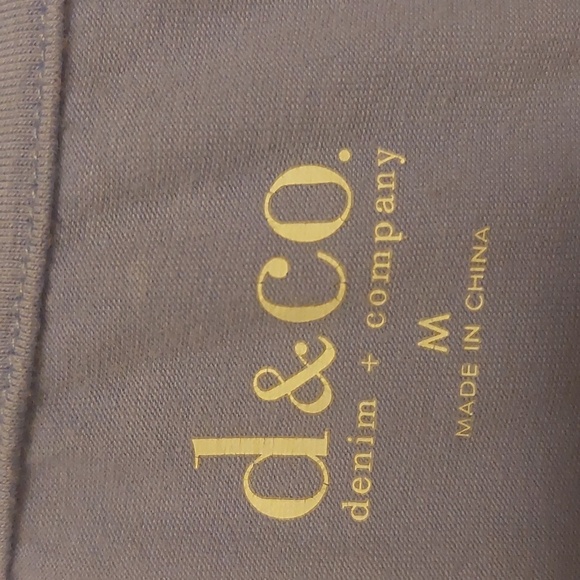 d&co.
denim + company
M
MADE IN CHINA